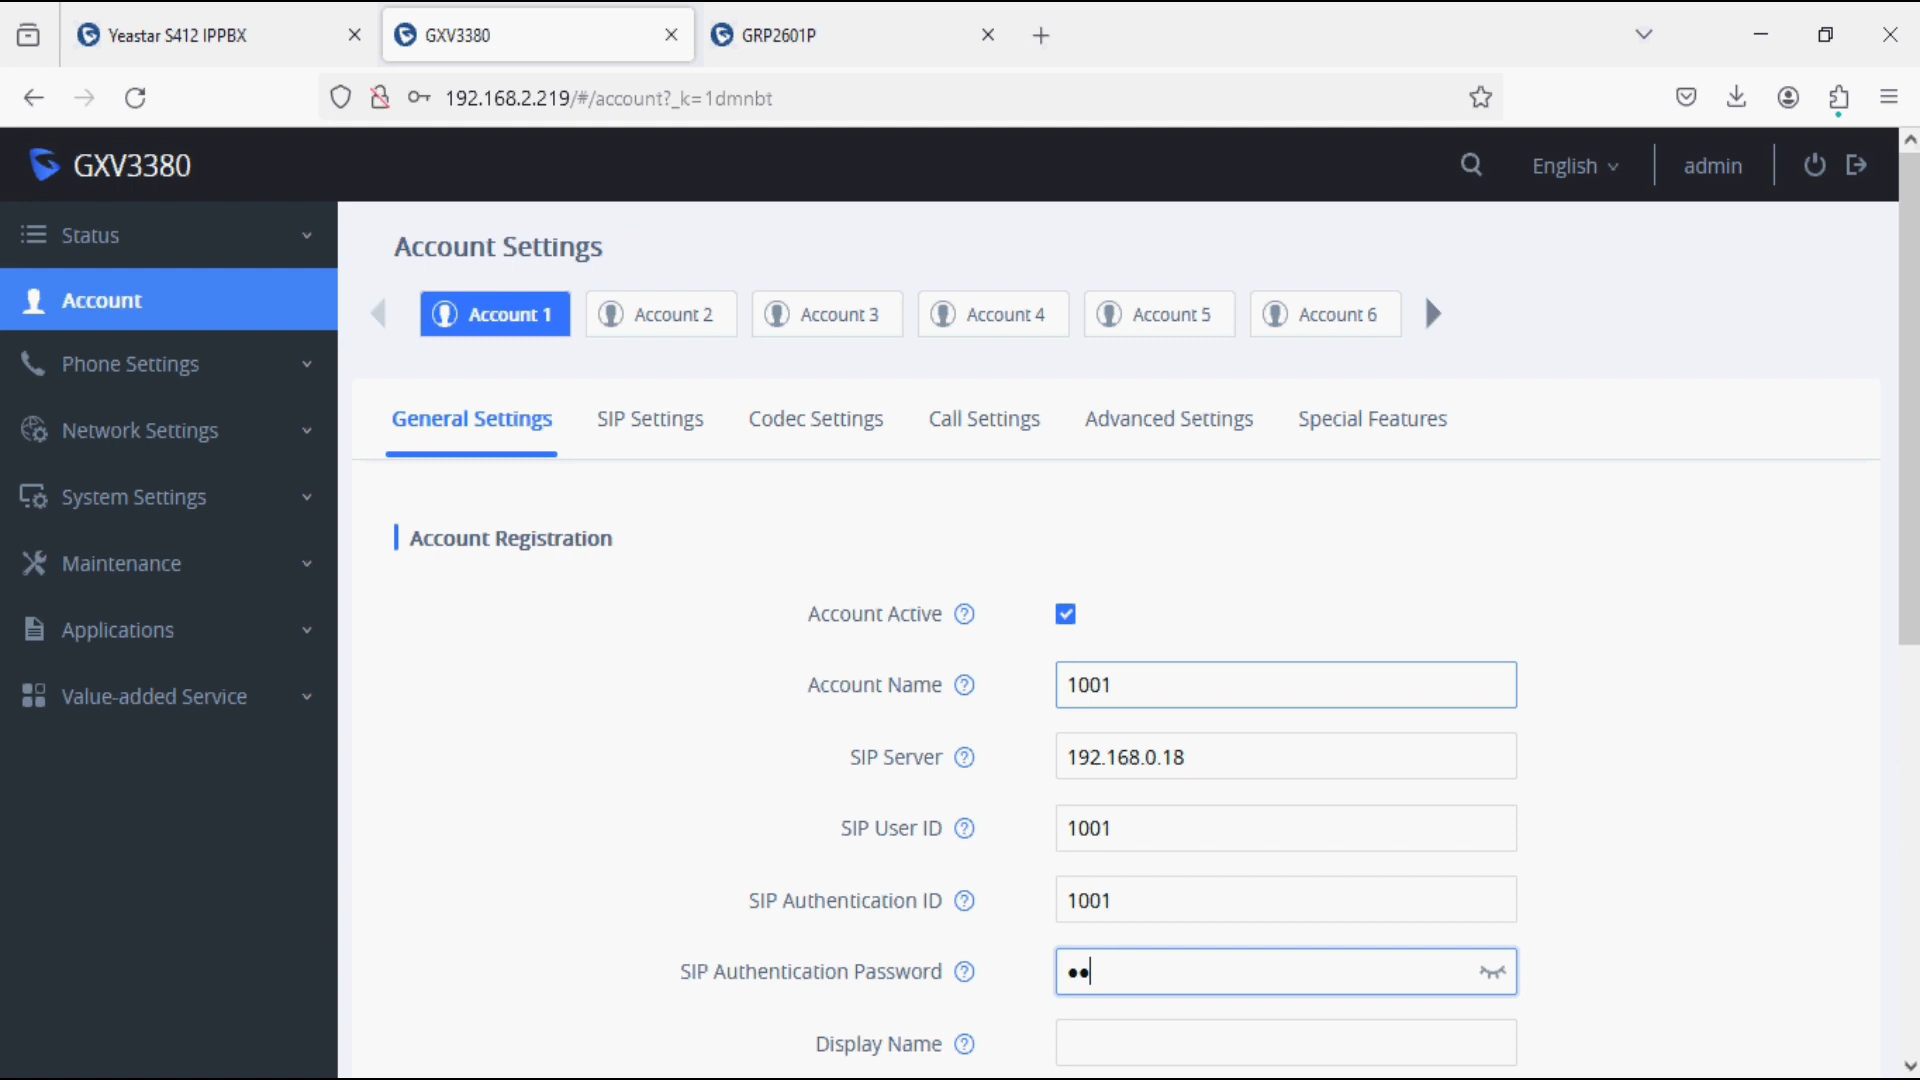 Yeastar S412 IPPBX
GXV3380
GRP2601P
192.168.2.219/#/account?_k=1dmnbt
GXV3380
English
admin
Status
Account
Phone Settings
Network Settings
System Settings
Maintenance
Applications
Value-added Service
Account Settings
Account 1
Account 2
Account 3
Account 4
Account 5
Account 6
General Settings
SIP Settings
Codec Settings
Call Settings
Advanced Settings
Special Features
Account Registration
Account Active
Account Name
1001
SIP Server
192.168.0.18
SIP User ID
1001
SIP Authentication ID
1001
SIP Authentication Password
••
Display Name